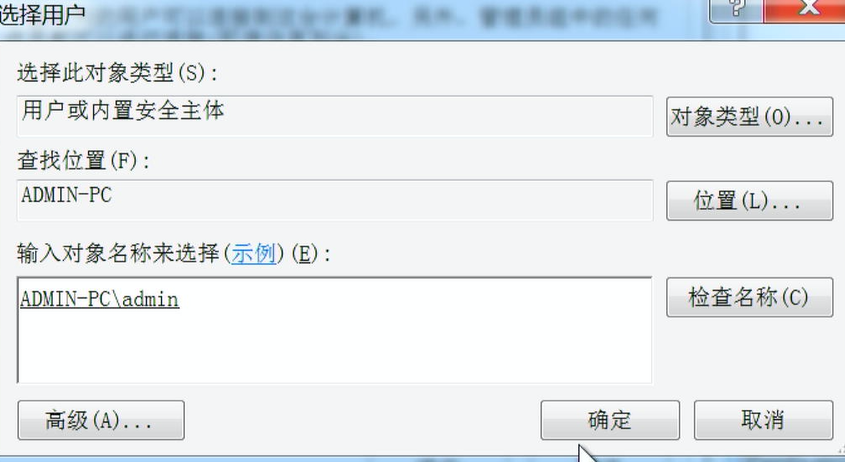 选择用户
选择此对象类型(S):
用户或内置安全主体
对象类型(O)...
查找位置(F):
ADMIN-PC
位置(L)...
输入对象名称来选择(示例)(E):
ADMIN-PC\admin
检查名称(C)
高级(A)...
确定
取消